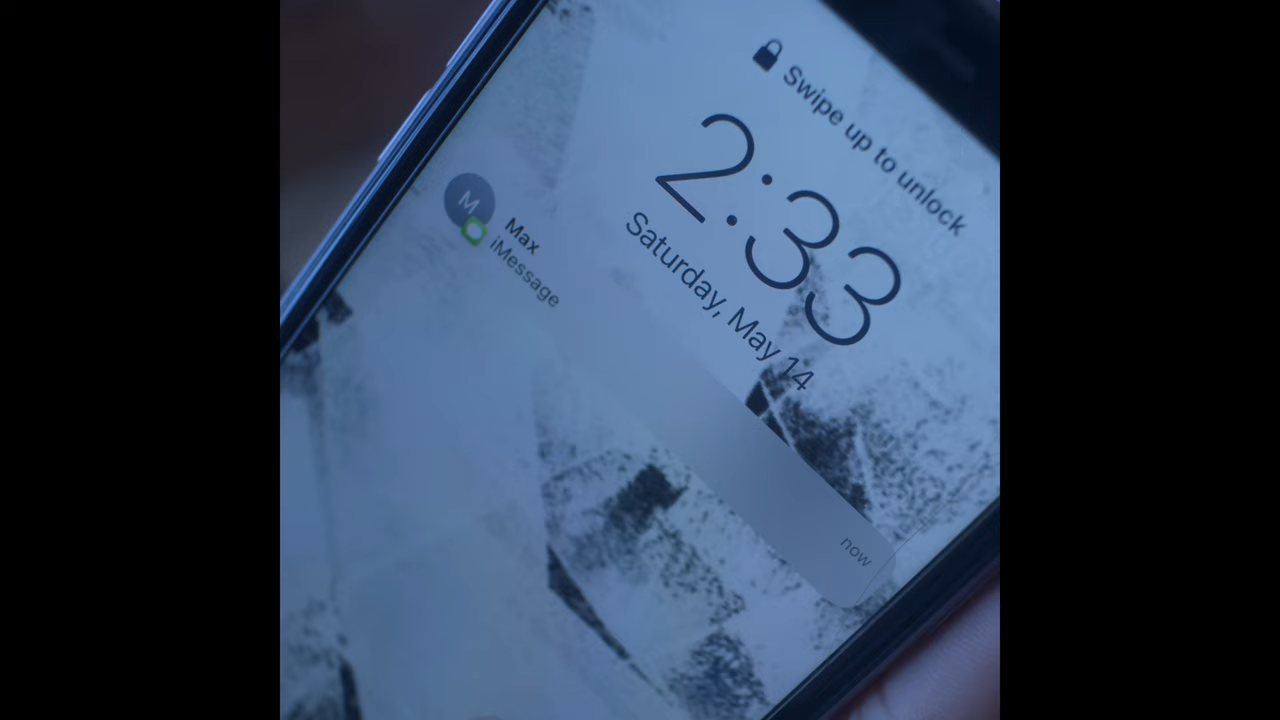 Swipe up to unlock
2:33
Saturday, May 14
M
Max
iMessage
now